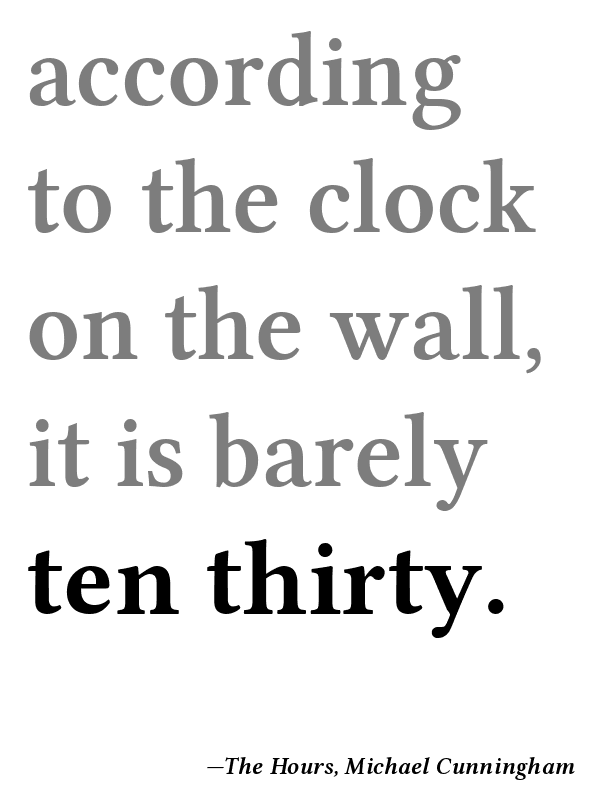 according
to the clock
on the wall,
it is barely
ten thirty.
—The Hours, Michael Cunningham